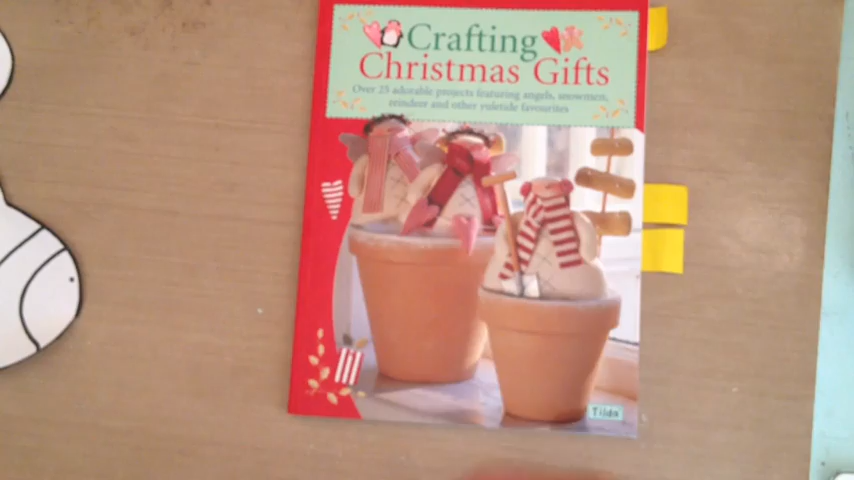 Crafting
Christmas Gifts
Over 25 adorable projects featuring angels, snowmen,
reindeer and other yuletide favourites
Tilda